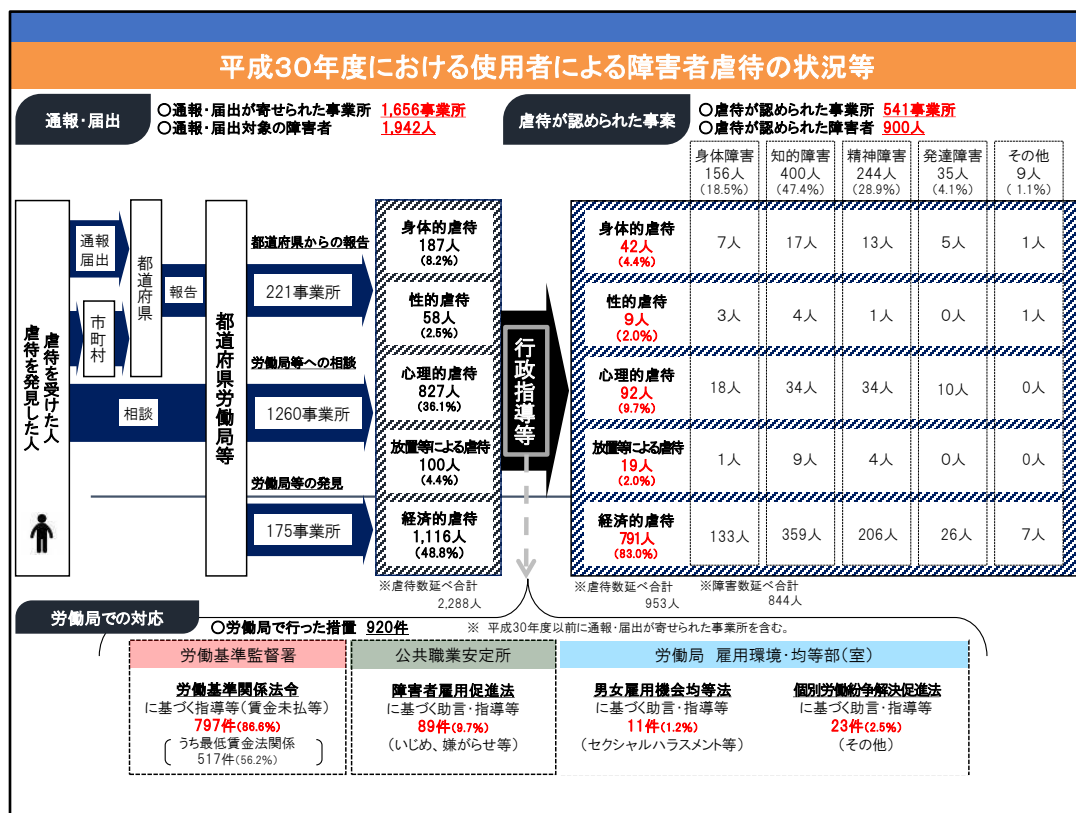 平成30年度における使用者による障害者虐待の状況等
通報・届出
○通報・届出が寄せられた事業所 1,656事業所
○通報・届出対象の障害者 1,942人
虐待が認められた事案
○虐待が認められた事業所 541事業所
○虐待が認められた障害者 900人
身体障害
156人
(18.5%)
知的障害
400人
(47.4%)
精神障害
244人
(28.9%)
発達障害
35人
(4.1%)
その他
9人
( 1.1%)
虐待を受けた人
虐待を発見した人
通報
届出
市町村
都道府県
報告
相談
都道府県労働局等
都道府県からの報告
221事業所
労働局等への相談
1260事業所
労働局等の発見
175事業所
身体的虐待
187人
(8.2%)
性的虐待
58人
(2.5%)
心理的虐待
827人
(36.1%)
放置等による虐待
100人
(4.4%)
経済的虐待
1,116人
(48.8%)
※虐待数延べ合計
2,288人
行政指導等
身体的虐待
42人
(4.4%)
7人
17人
13人
5人
1人
性的虐待
9人
(2.0%)
3人
4人
1人
0人
1人
心理的虐待
92人
(9.7%)
18人
34人
34人
10人
0人
放置等による虐待
19人
(2.0%)
1人
9人
4人
0人
0人
経済的虐待
791人
(83.0%)
133人
359人
206人
26人
7人
※虐待数延べ合計
953人
※障害数延べ合計
844人
労働局での対応
○労働局で行った措置 920件
※ 平成30年度以前に通報・届出が寄せられた事業所を含む。
労働基準監督署
労働基準関係法令
に基づく指導等(賃金未払等)
797件(86.6%)
うち最低賃金法関係
517件(56.2%)
公共職業安定所
障害者雇用促進法
に基づく助言・指導等
89件(9.7%)
(いじめ、嫌がらせ等)
労働局 雇用環境・均等部(室)
男女雇用機会均等法
に基づく助言・指導等
11件(1.2%)
(セクシャルハラスメント等)
個別労働紛争解決促進法
に基づく助言・指導等
23件(2.5%)
(その他)